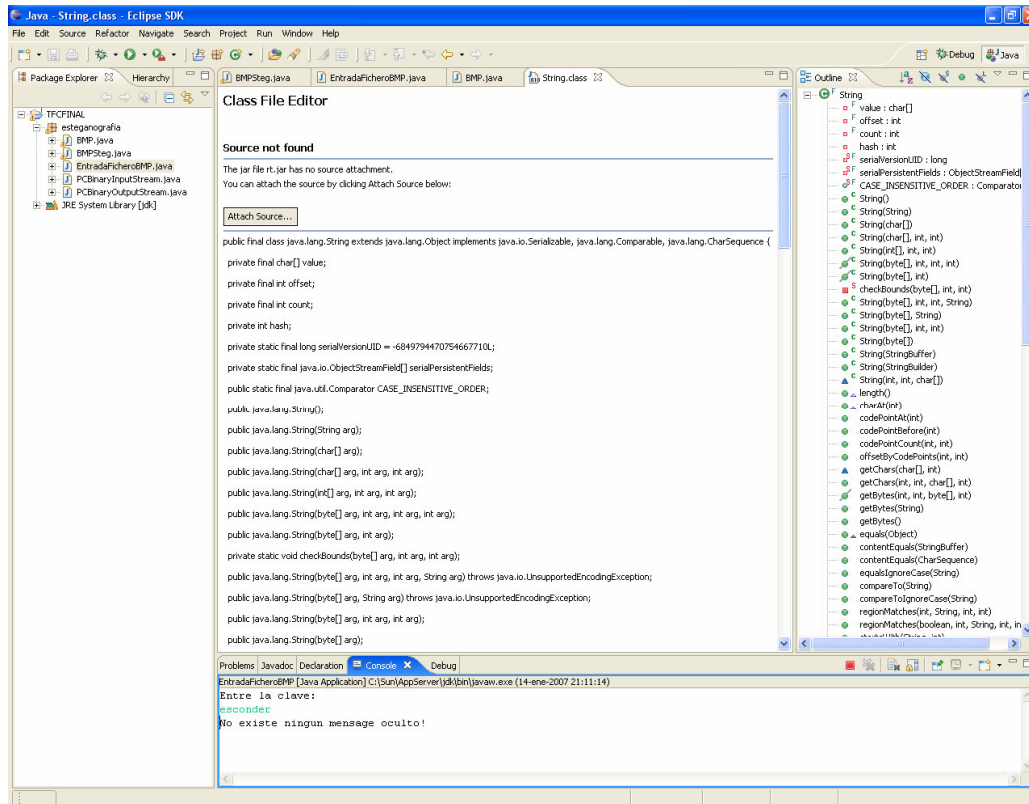 Java - String.class - Eclipse SDK
File Edit Source Refactor Navigate Search Project Run Window Help
Debug Java
Package Explorer Hierarchy
TFCFINAL
esteganografia
BMP.java
BMPSteg.java
EntradaFicheroBMP.java
PCBinaryInputStream.java
PCBinaryOutputStream.java
JRE System Library [jdk]
BMPSteg.java EntradaFicheroBMP.java BMP.java String.class
Class File Editor
Source not found
The jar file rt.jar has no source attachment.
You can attach the source by clicking Attach Source below:
Attach Source...
public final class java.lang.String extends java.lang.Object implements java.io.Serializable, java.lang.Comparable, java.lang.CharSequence {
private final char[] value;
private final int offset;
private final int count;
private int hash;
private static final long serialVersionUID = -6849794470754667710L;
private static final java.io.ObjectStreamField[] serialPersistentFields;
public static final java.util.Comparator CASE_INSENSITIVE_ORDER;
public java.lang.String();
public java.lang.String(String arg);
public java.lang.String(char[] arg);
public java.lang.String(char[] arg, int arg, int arg);
public java.lang.String(int[] arg, int arg, int arg);
public java.lang.String(byte[] arg, int arg, int arg, int arg);
public java.lang.String(byte[] arg, int arg);
private static void checkBounds(byte[] arg, int arg, int arg);
public java.lang.String(byte[] arg, int arg, int arg, String arg) throws java.io.UnsupportedEncodingException;
public java.lang.String(byte[] arg, String arg) throws java.io.UnsupportedEncodingException;
public java.lang.String(byte[] arg, int arg, int arg);
public java.lang.String(byte[] arg);
Outline
String
value : char[]
offset : int
count : int
hash : int
serialVersionUID : long
serialPersistentFields : ObjectStreamField[
CASE_INSENSITIVE_ORDER : Comparator
String()
String(String)
String(char[])
String(char[], int, int)
String(int[], int, int)
String(byte[], int, int, int)
String(byte[], int)
checkBounds(byte[], int, int)
String(byte[], int, int, String)
String(byte[], String)
String(byte[], int, int)
String(byte[])
String(StringBuffer)
String(StringBuilder)
String(int, int, char[])
length()
charAt(int)
codePointAt(int)
codePointBefore(int)
codePointCount(int, int)
offsetByCodePoints(int, int)
getChars(char[], int)
getChars(int, int, char[], int)
getBytes(int, int, byte[], int)
getBytes(String)
getBytes()
equals(Object)
contentEquals(StringBuffer)
contentEquals(CharSequence)
equalsIgnoreCase(String)
compareTo(String)
compareToIgnoreCase(String)
regionMatches(int, String, int, int)
regionMatches(boolean, int, String, int, in
Problems Javadoc Declaration Console Debug
EntradaFicheroBMP [Java Application] C:\Sun\AppServer\jdk\bin\javaw.exe (14-ene-2007 21:11:14)
Entre la clave:
esconder
No existe ningun mensage oculto!